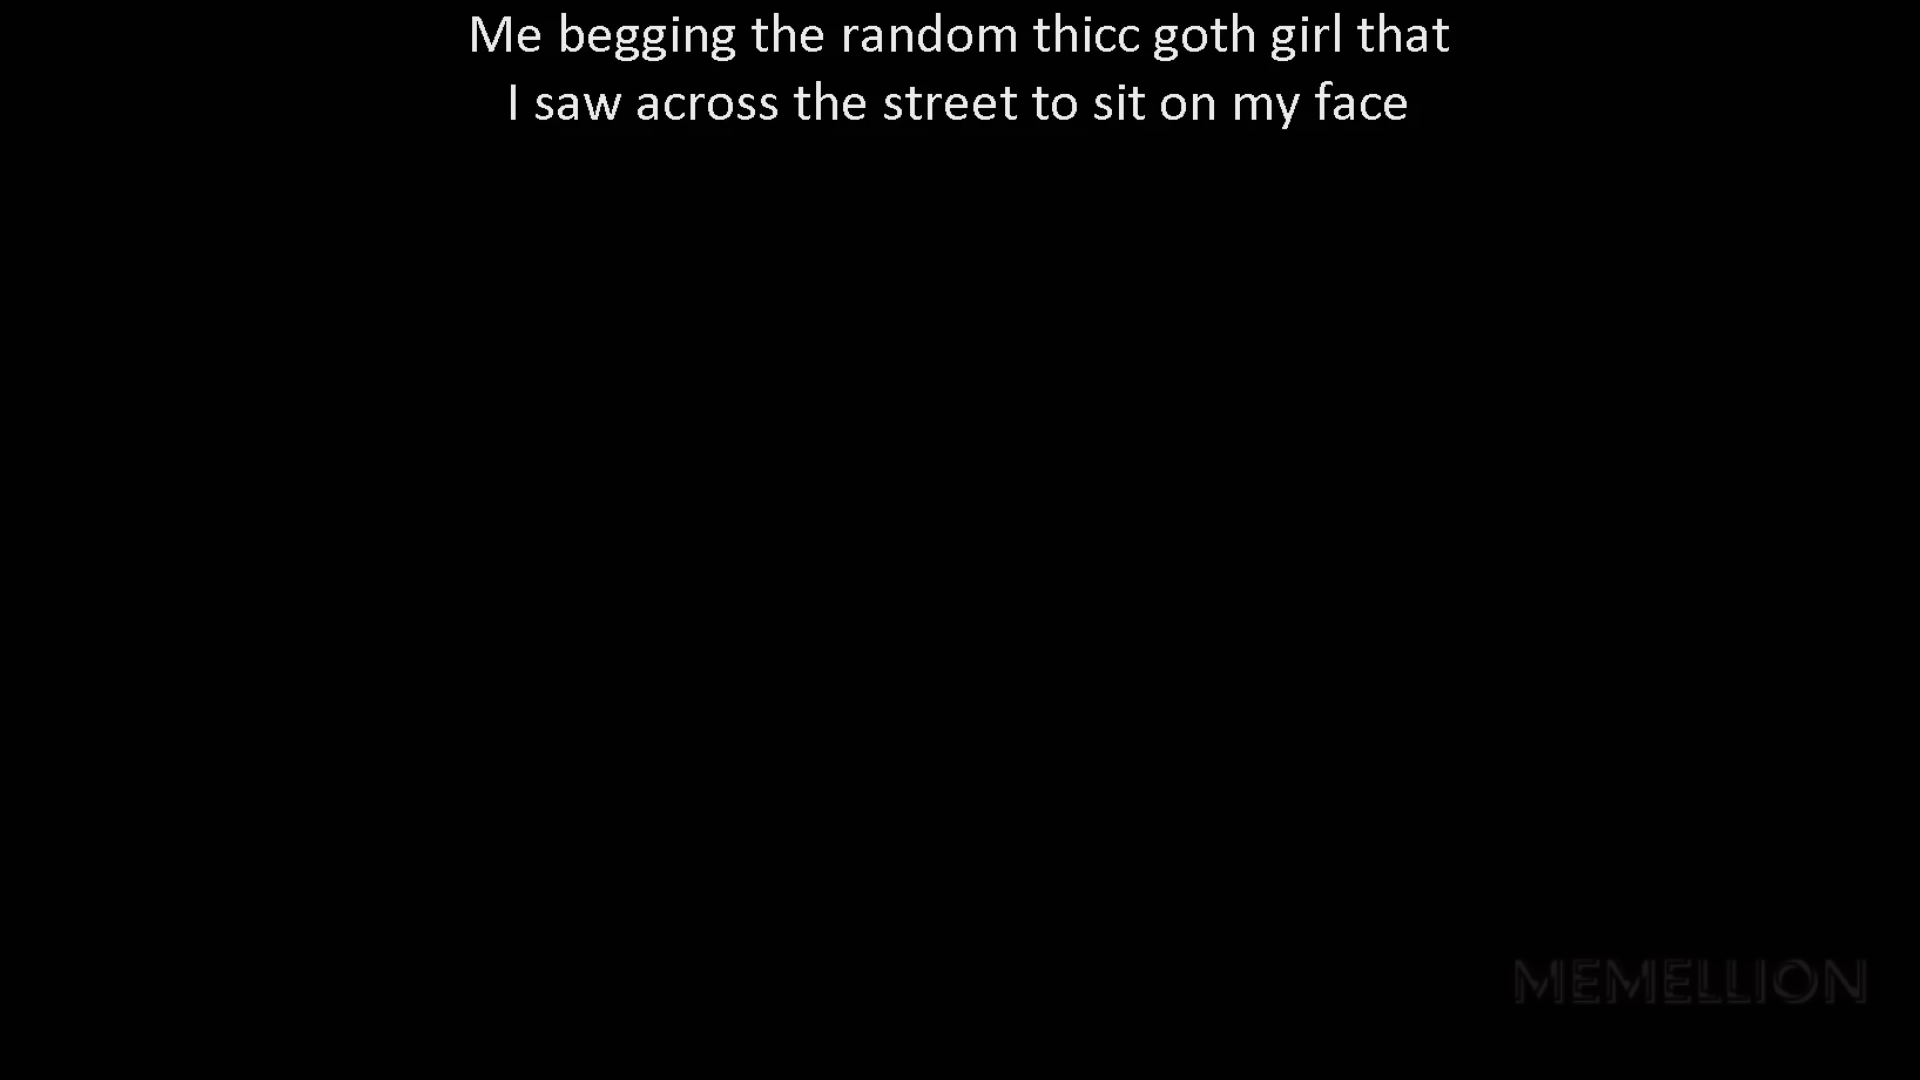 Me begging the random thicc goth girl that
I saw across the street to sit on my face
MEMELLION